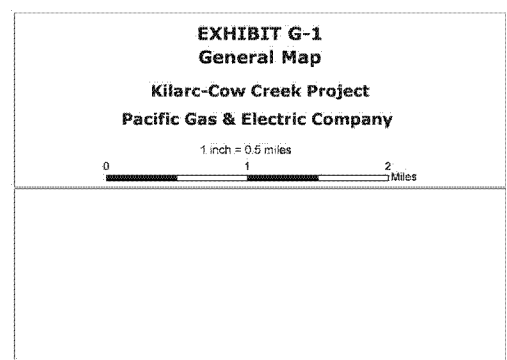 EXHIBIT G-1
General Map
Kilarc-Cow Creek Project
Pacific Gas & Electric Company
1 inch = 0.5 miles
0 1 2
Miles